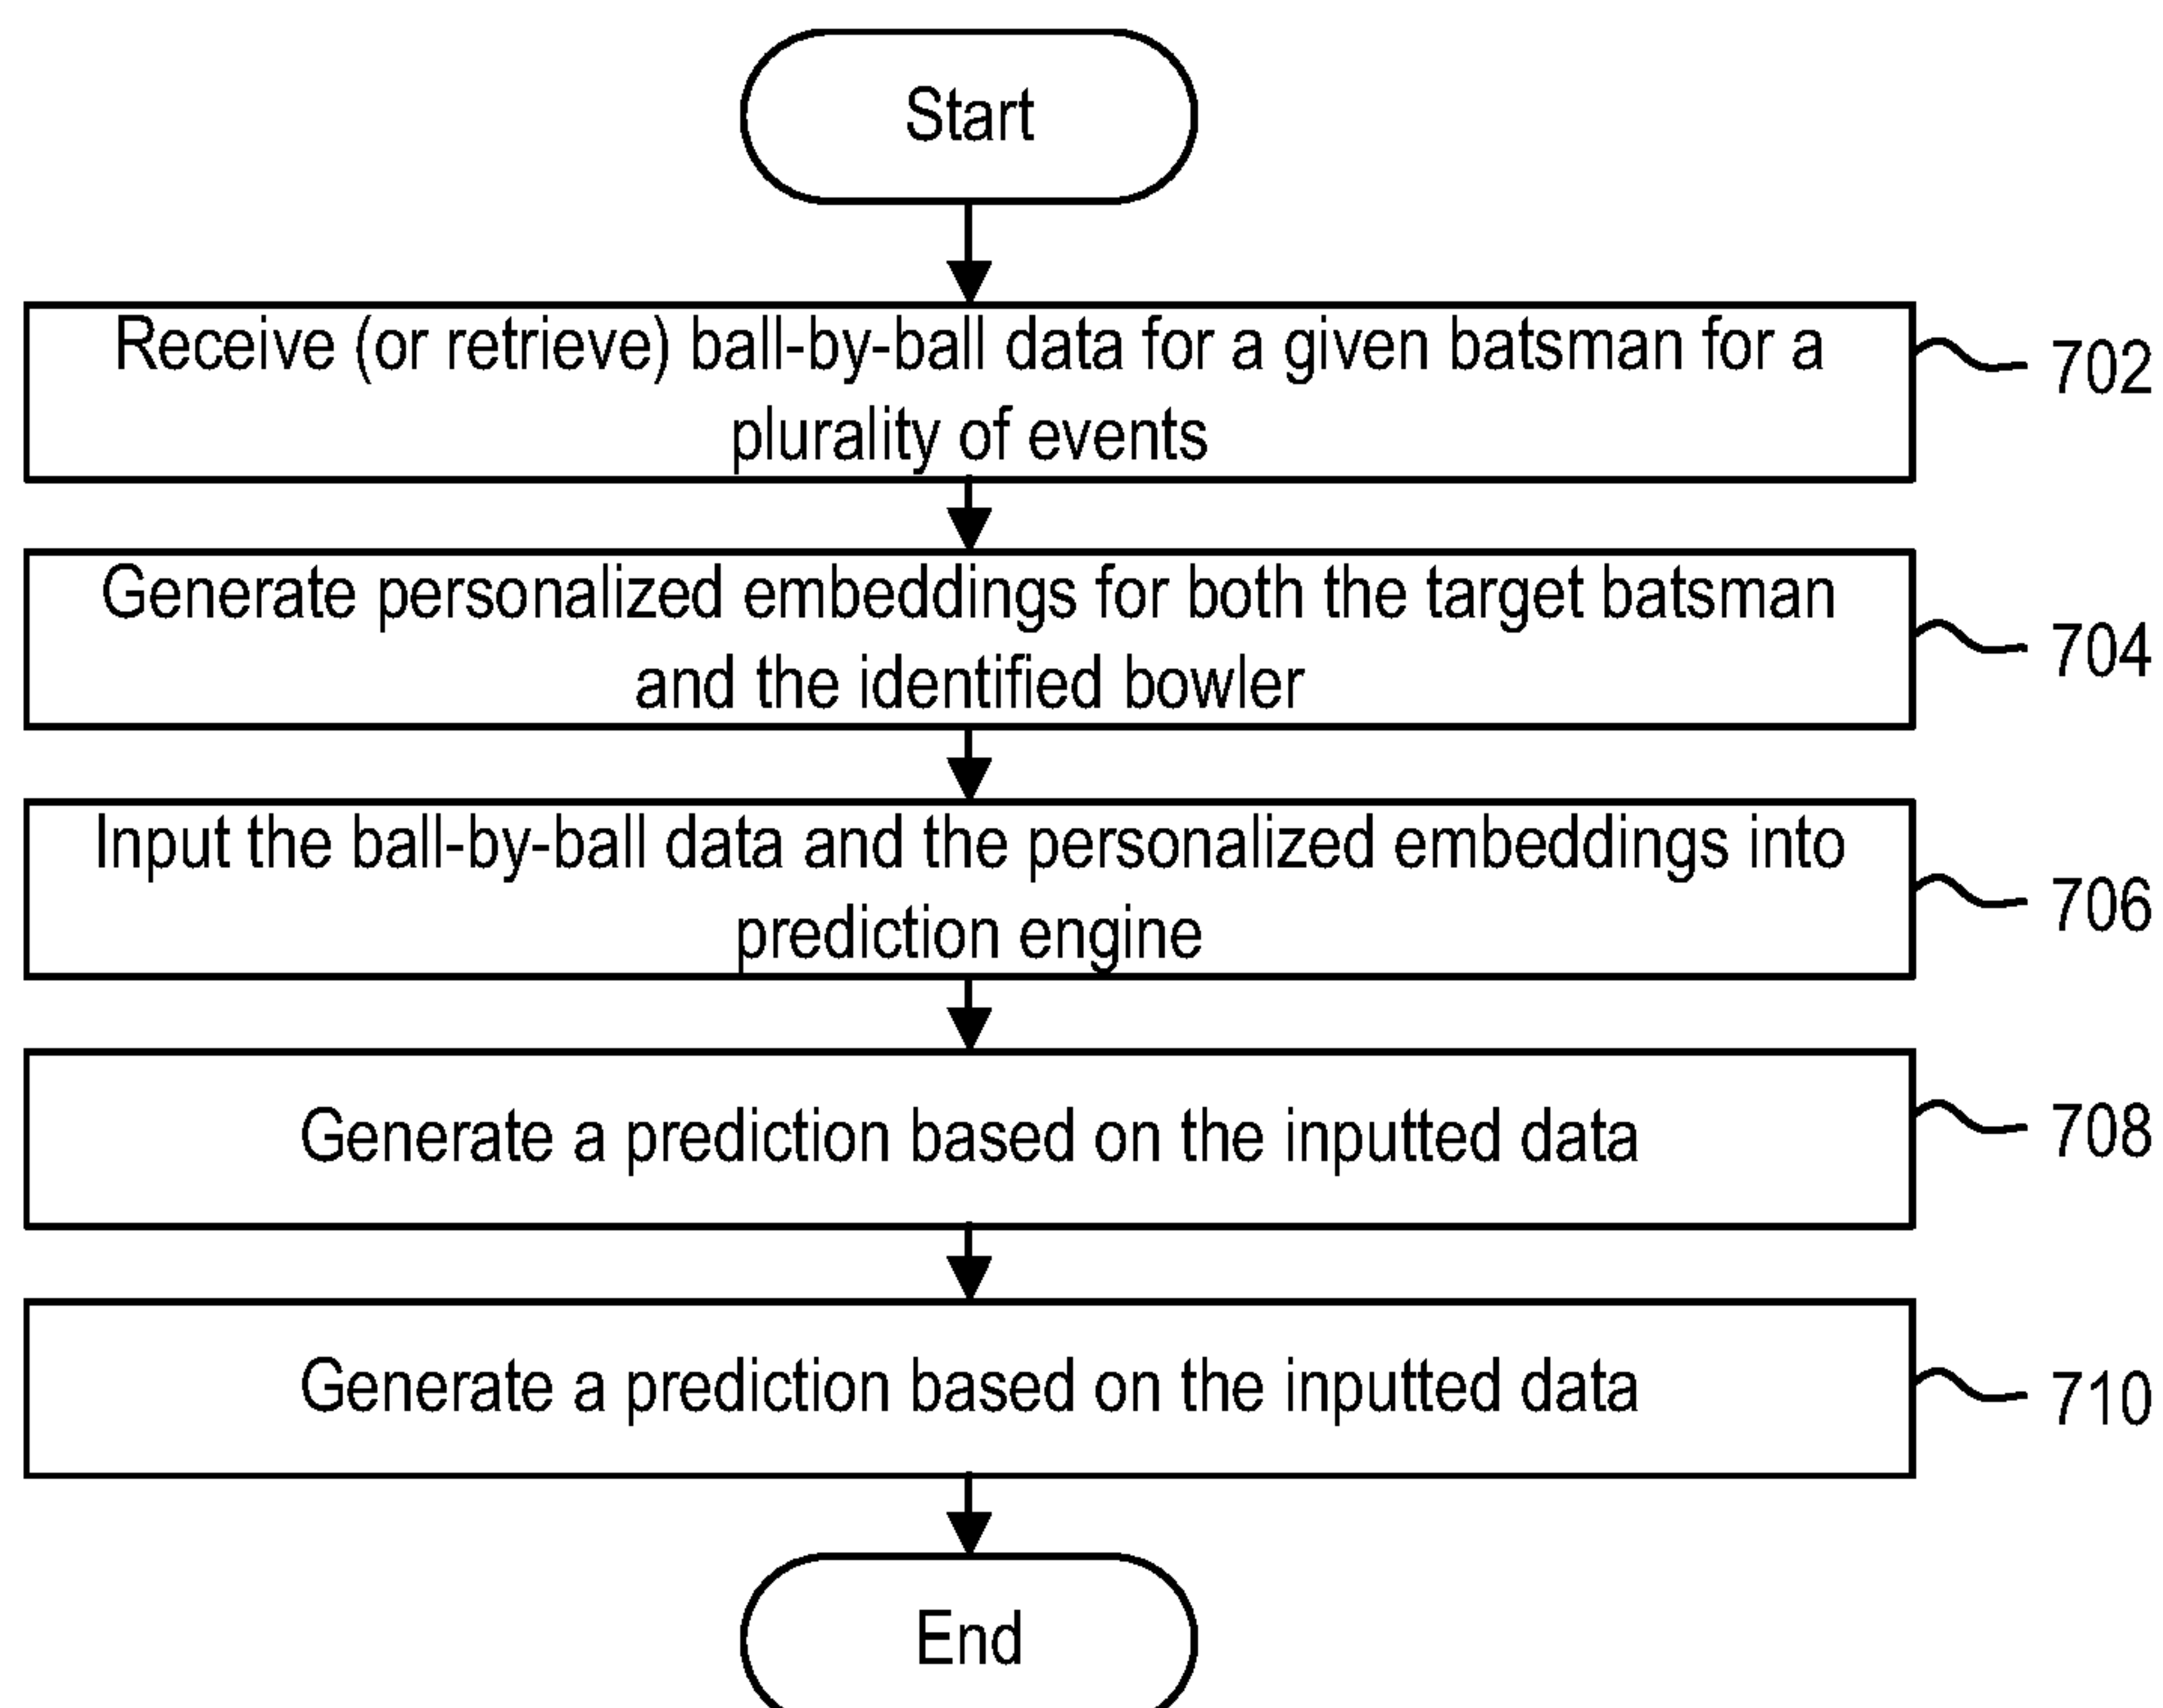 Start
Receive (or retrieve) ball-by-ball data for a given batsman for a
plurality of events
702
Generate personalized embeddings for both the target batsman
and the identified bowler
704
Input the ball-by-ball data and the personalized embeddings into
prediction engine
706
Generate a prediction based on the inputted data
708
Generate a prediction based on the inputted data
710
End